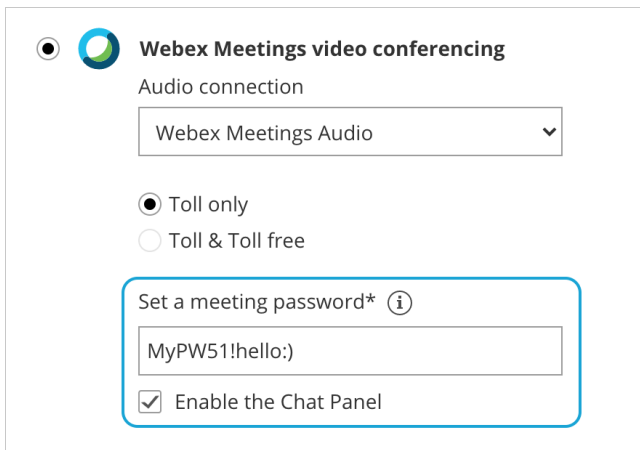 Webex Meetings video conferencing
Audio connection
Webex Meetings Audio
Toll only
Toll & Toll free
Set a meeting password*
MyPW51!hello:)
Enable the Chat Panel